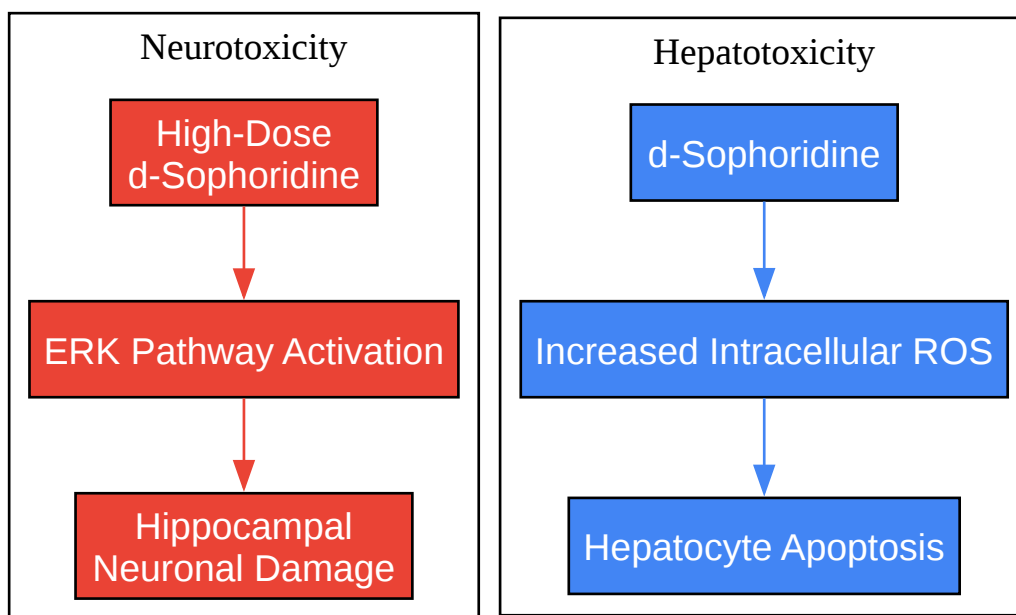 Neurotoxicity
High-Dose
d-Sophoridine
ERK Pathway Activation
Hippocampal
Neuronal Damage
Hepatotoxicity
d-Sophoridine
Increased Intracellular ROS
Hepatocyte Apoptosis